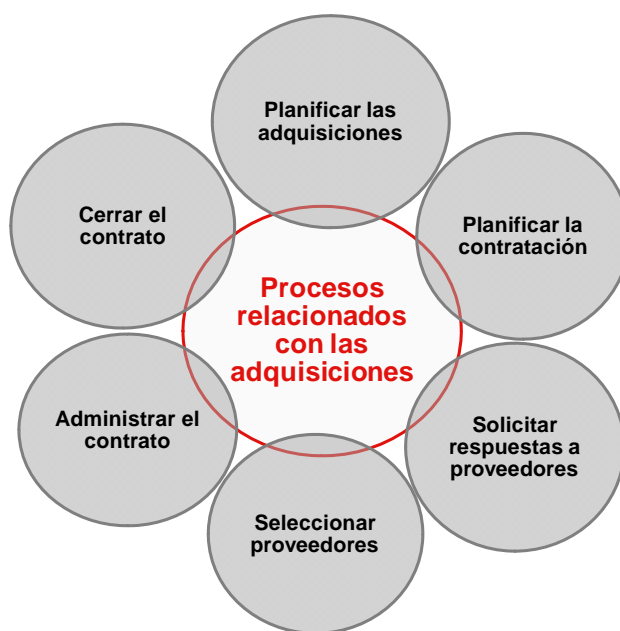 Planificar las
adquisiciones
Planificar la
contratación
Solicitar
respuestas a
proveedores
Seleccionar
proveedores
Administrar el
contrato
Cerrar el
contrato
Procesos
relacionados
con las
adquisiciones